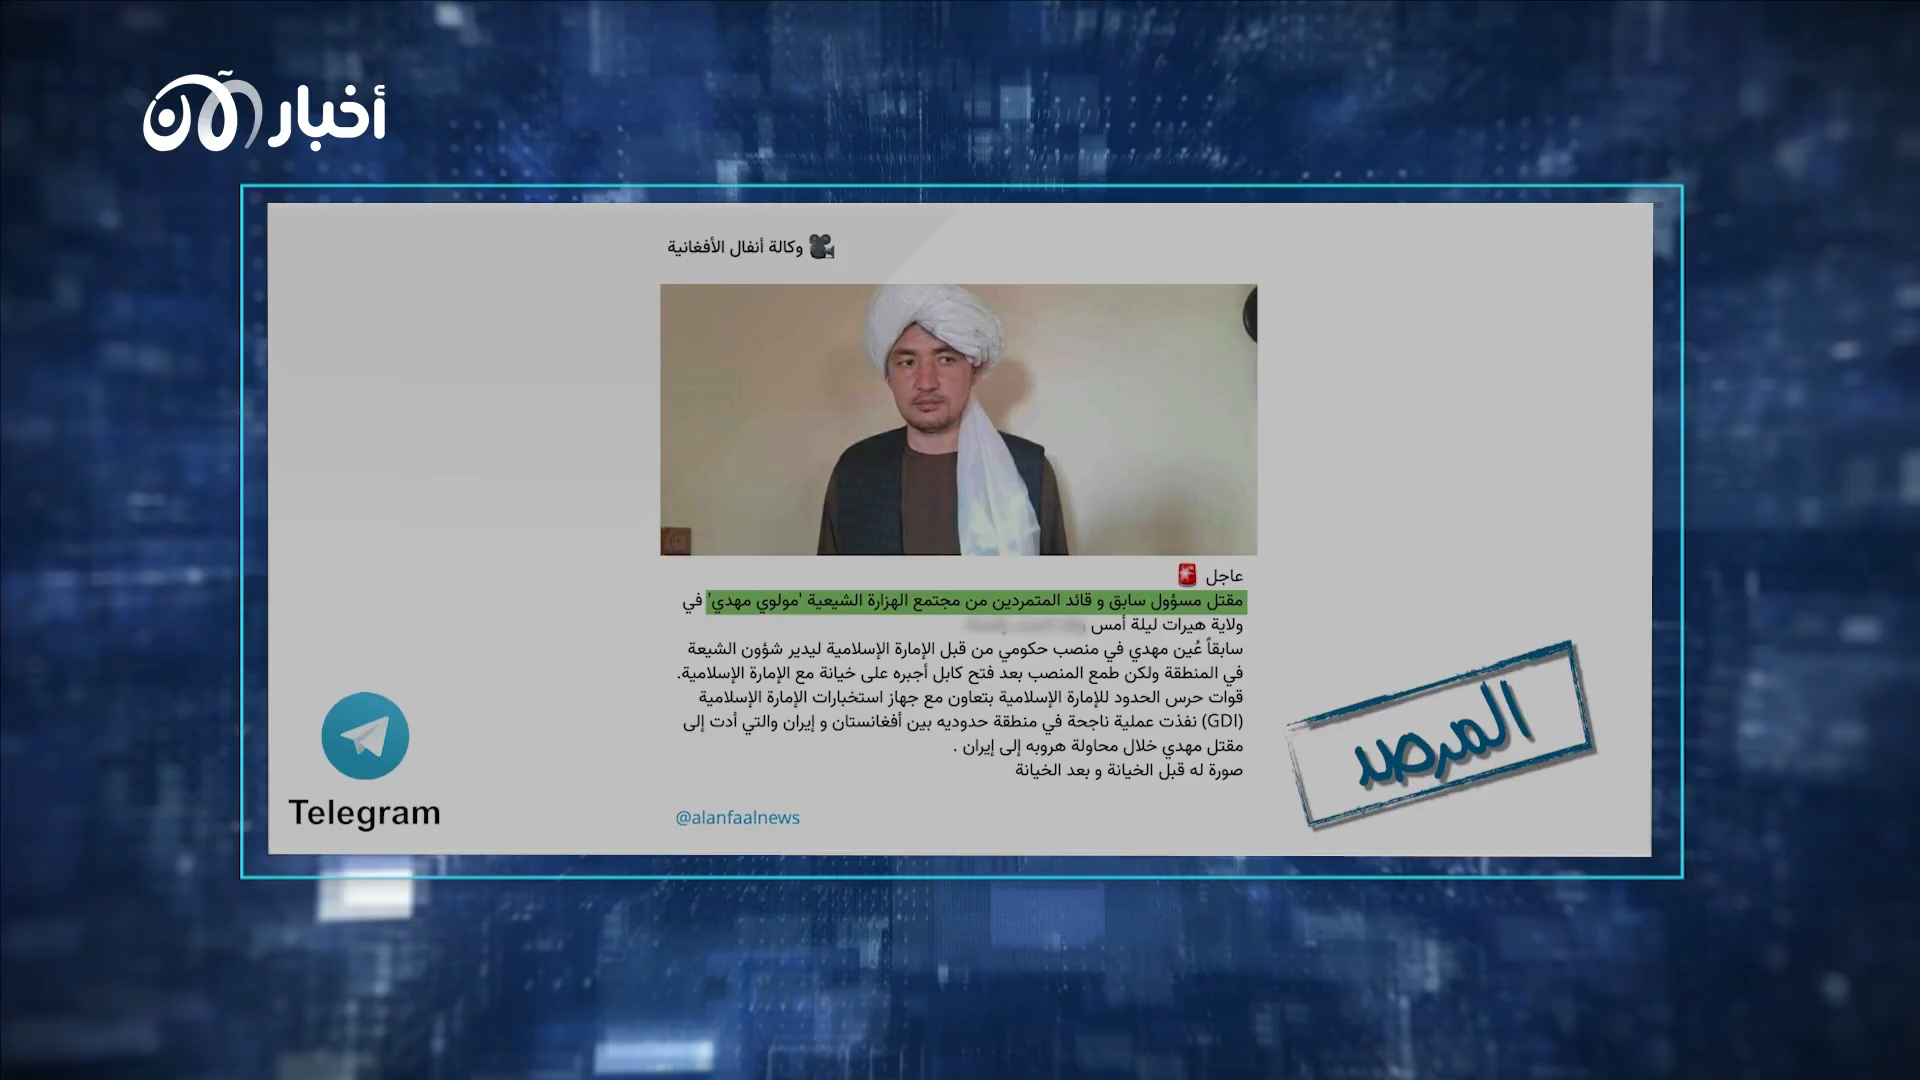 أخبار الآن
وكالة أنفال الأفغانية
عاجل
مقتل مسؤول سابق و قائد المتمردين من مجتمع الهزارة الشيعية 'مولوي مهدي' في
ولاية هيرات ليلة أمس
سابقاً عُين مهدي في منصب حكومي من قبل الإمارة الإسلامية ليدير شؤون الشيعة
في المنطقة ولكن طمع المنصب بعد فتح كابل أجبره على خيانة مع الإمارة الإسلامية.
قوات حرس الحدود للإمارة الإسلامية بتعاون مع جهاز استخبارات الإمارة الإسلامية
(GDI) نفذت عملية ناجحة في منطقة حدوديه بين أفغانستان و إيران والتي أدت إلى
مقتل مهدي خلال محاولة هروبه إلى إيران .
صورة له قبل الخيانة و بعد الخيانة
@alanfaalnews
Telegram
المرصد